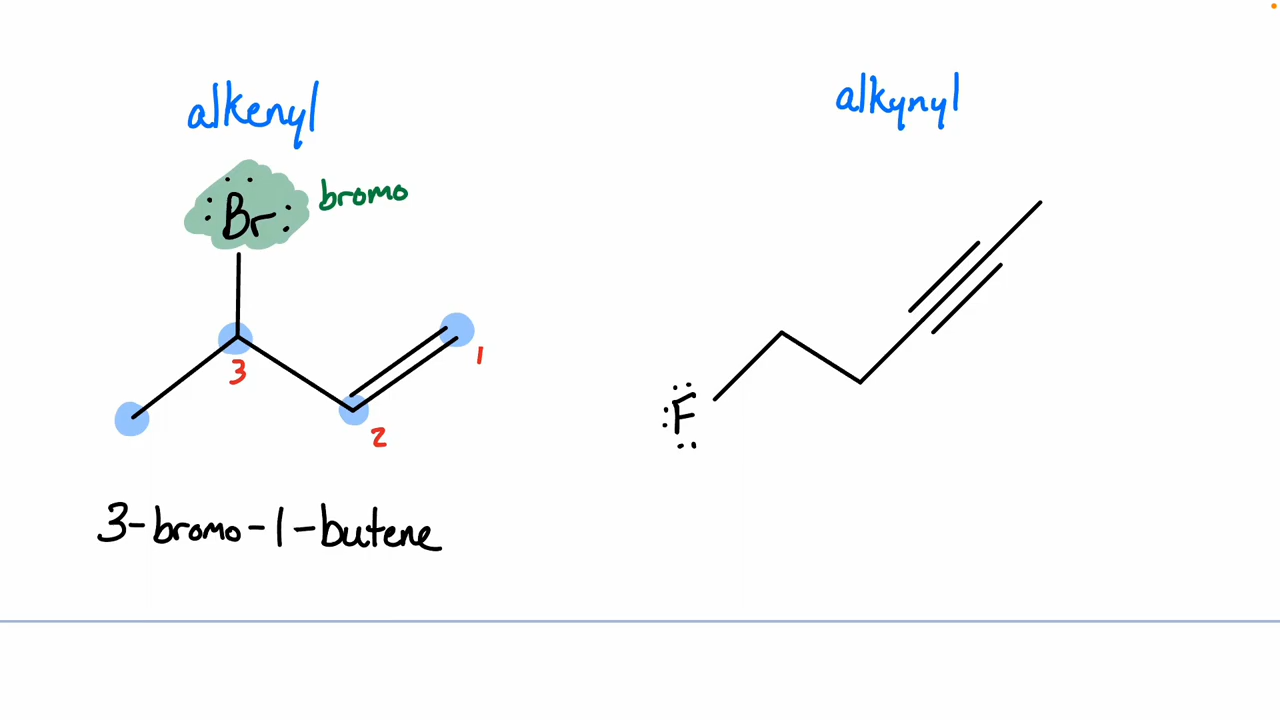 alkenyl
alkynyl
:Br:
bromo
3
1
2
:F
3-bromo-1-butene